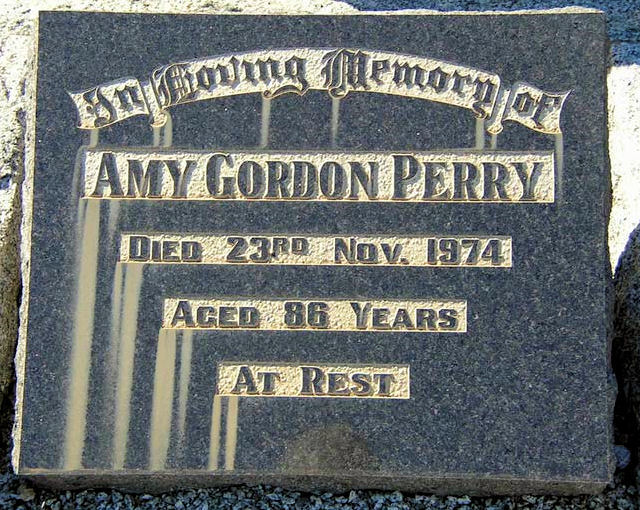 In Loving Memory of
AMY GORDON PERRY
DIED 23RD NOV. 1974
AGED 86 YEARS
AT REST